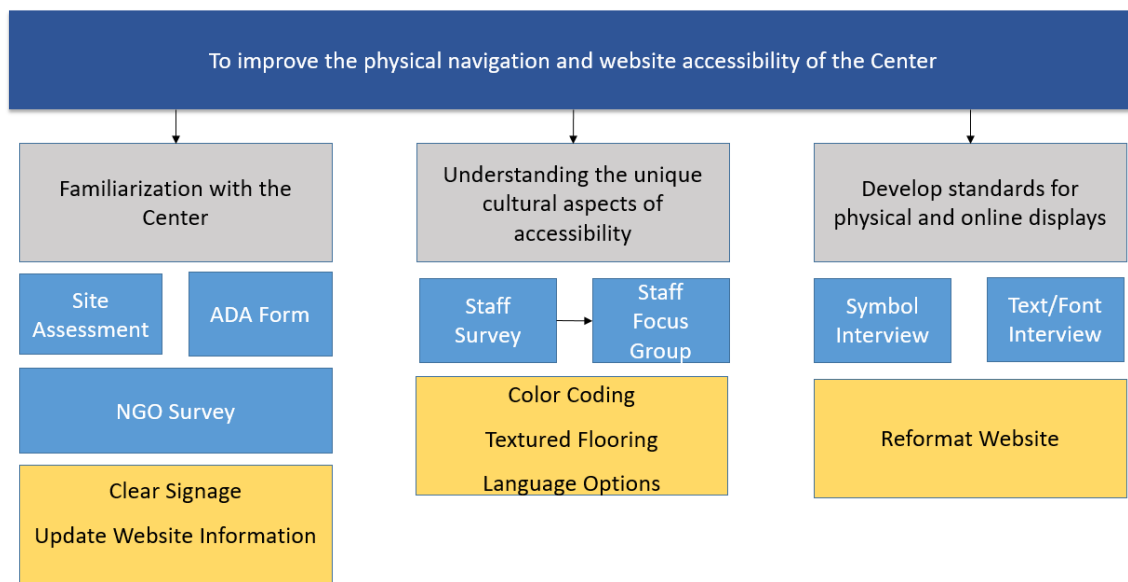 To improve the physical navigation and website accessibility of the Center
Familiarization with the
Center
Understanding the unique
cultural aspects of
accessibility
Develop standards for
physical and online displays
Site
Assessment
ADA Form
NGO Survey
Clear Signage
Update Website Information
Staff
Survey
Staff
Focus
Group
Color Coding
Textured Flooring
Language Options
Symbol
Interview
Text/Font
Interview
Reformat Website